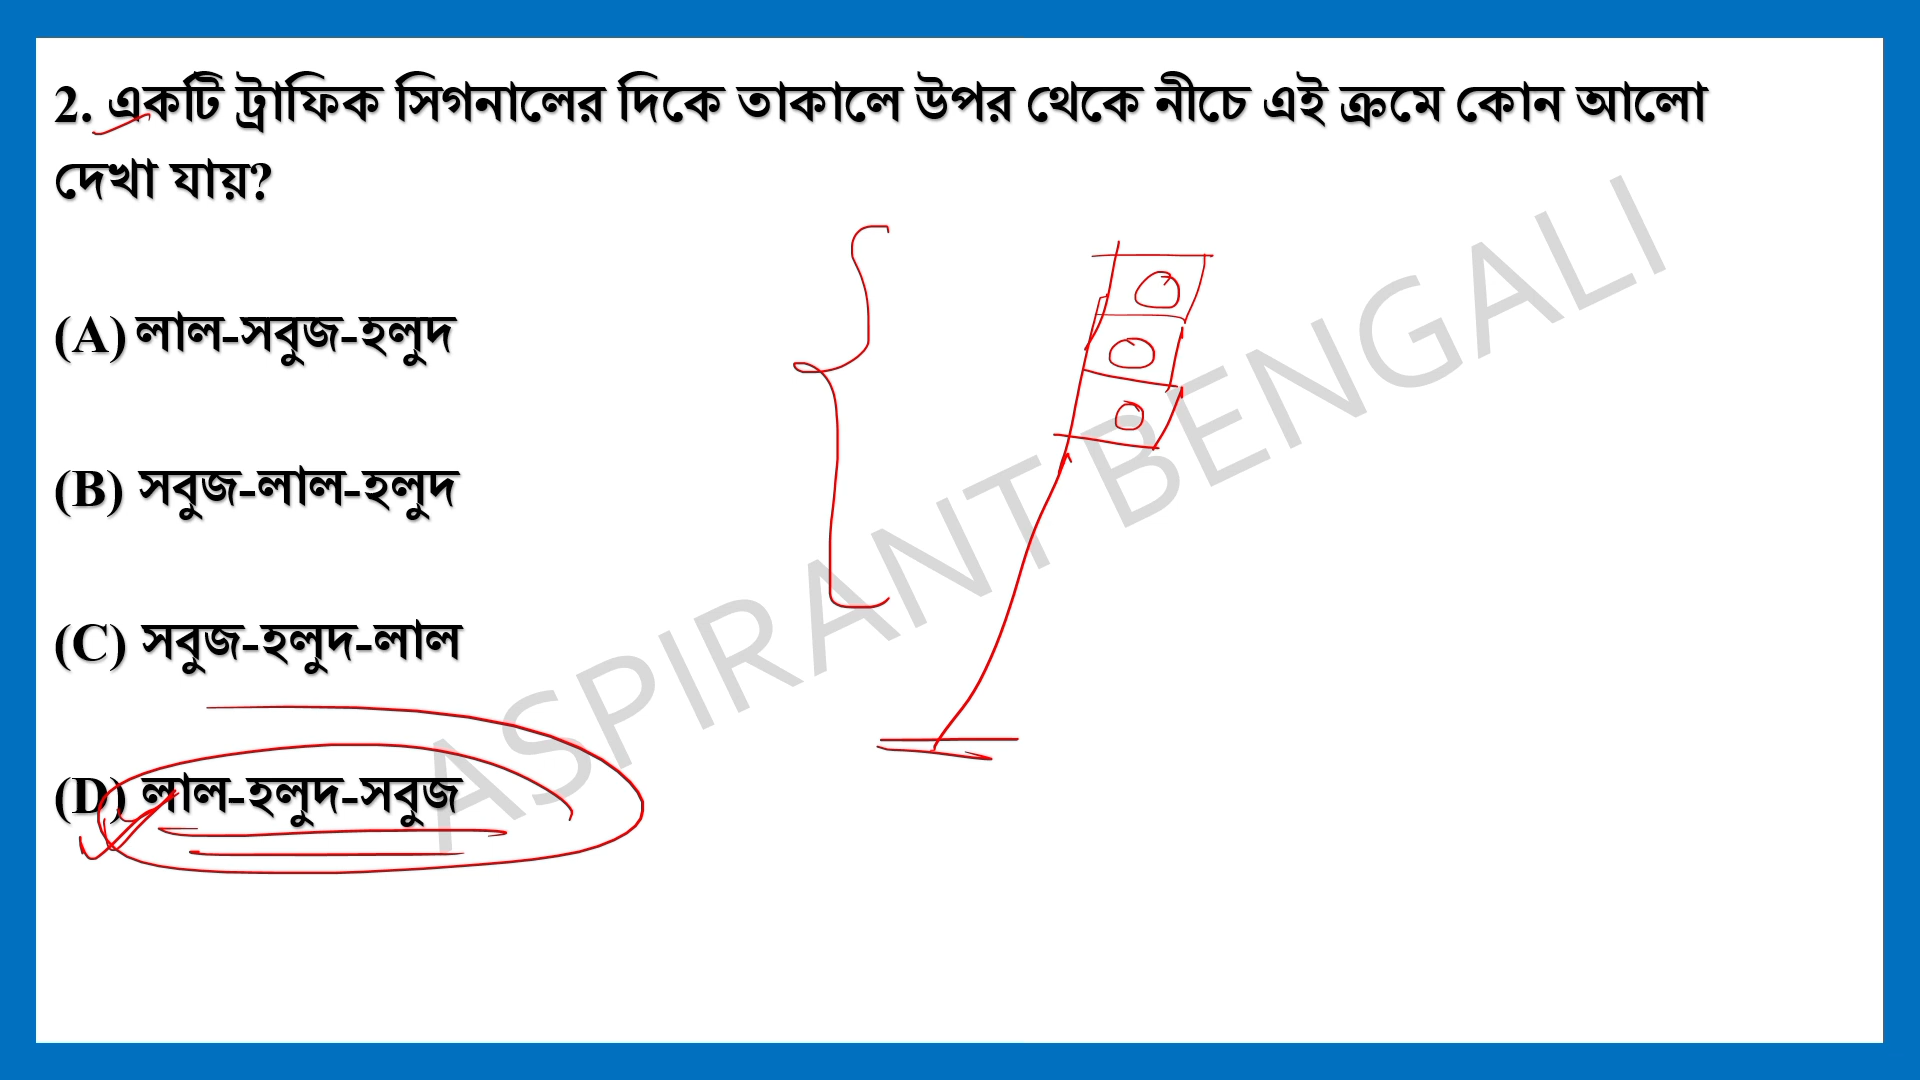 2. একটি ট্রাফিক সিগনালের দিকে তাকালে উপর থেকে নীচে এই ক্রমে কোন আলো
দেখা যায়?
(A) লাল-সবুজ-হলুদ
(B) সবুজ-লাল-হলুদ
(C) সবুজ-হলুদ-লাল
(D) লাল-হলুদ-সবুজ
ASPIRANT BENGALI